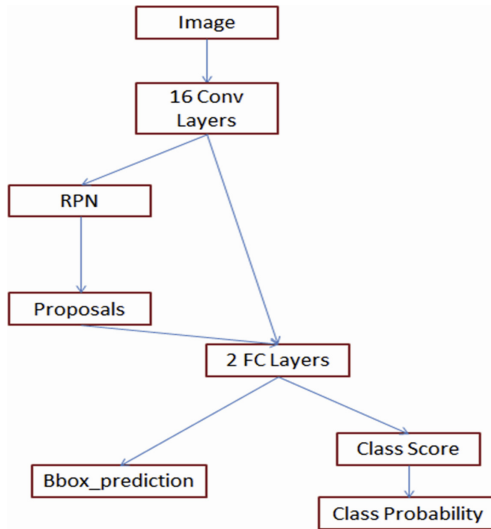 Image
16 Conv
Layers
RPN
Proposals
2 FC Layers
Class Score
Bbox_prediction
Class Probability